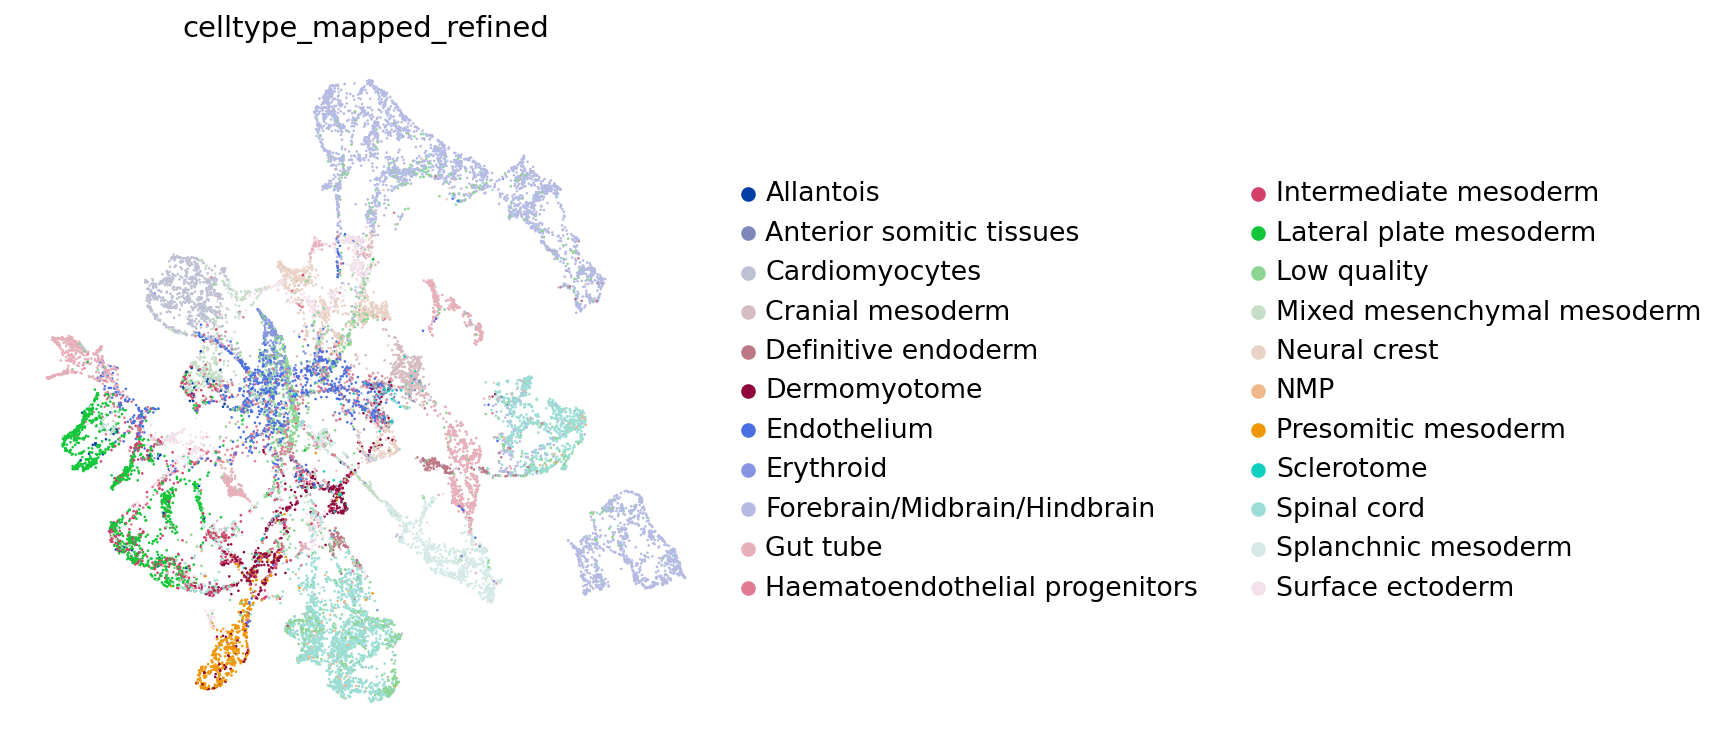 celltype_mapped_refined
Allantois
Anterior somitic tissues
Cardiomyocytes
Cranial mesoderm
Definitive endoderm
Dermomyotome
Endothelium
Erythroid
Forebrain/Midbrain/Hindbrain
Gut tube
Haematoendothelial progenitors
Intermediate mesoderm
Lateral plate mesoderm
Low quality
Mixed mesenchymal mesoderm
Neural crest
NMP
Presomitic mesoderm
Sclerotome
Spinal cord
Splanchnic mesoderm
Surface ectoderm